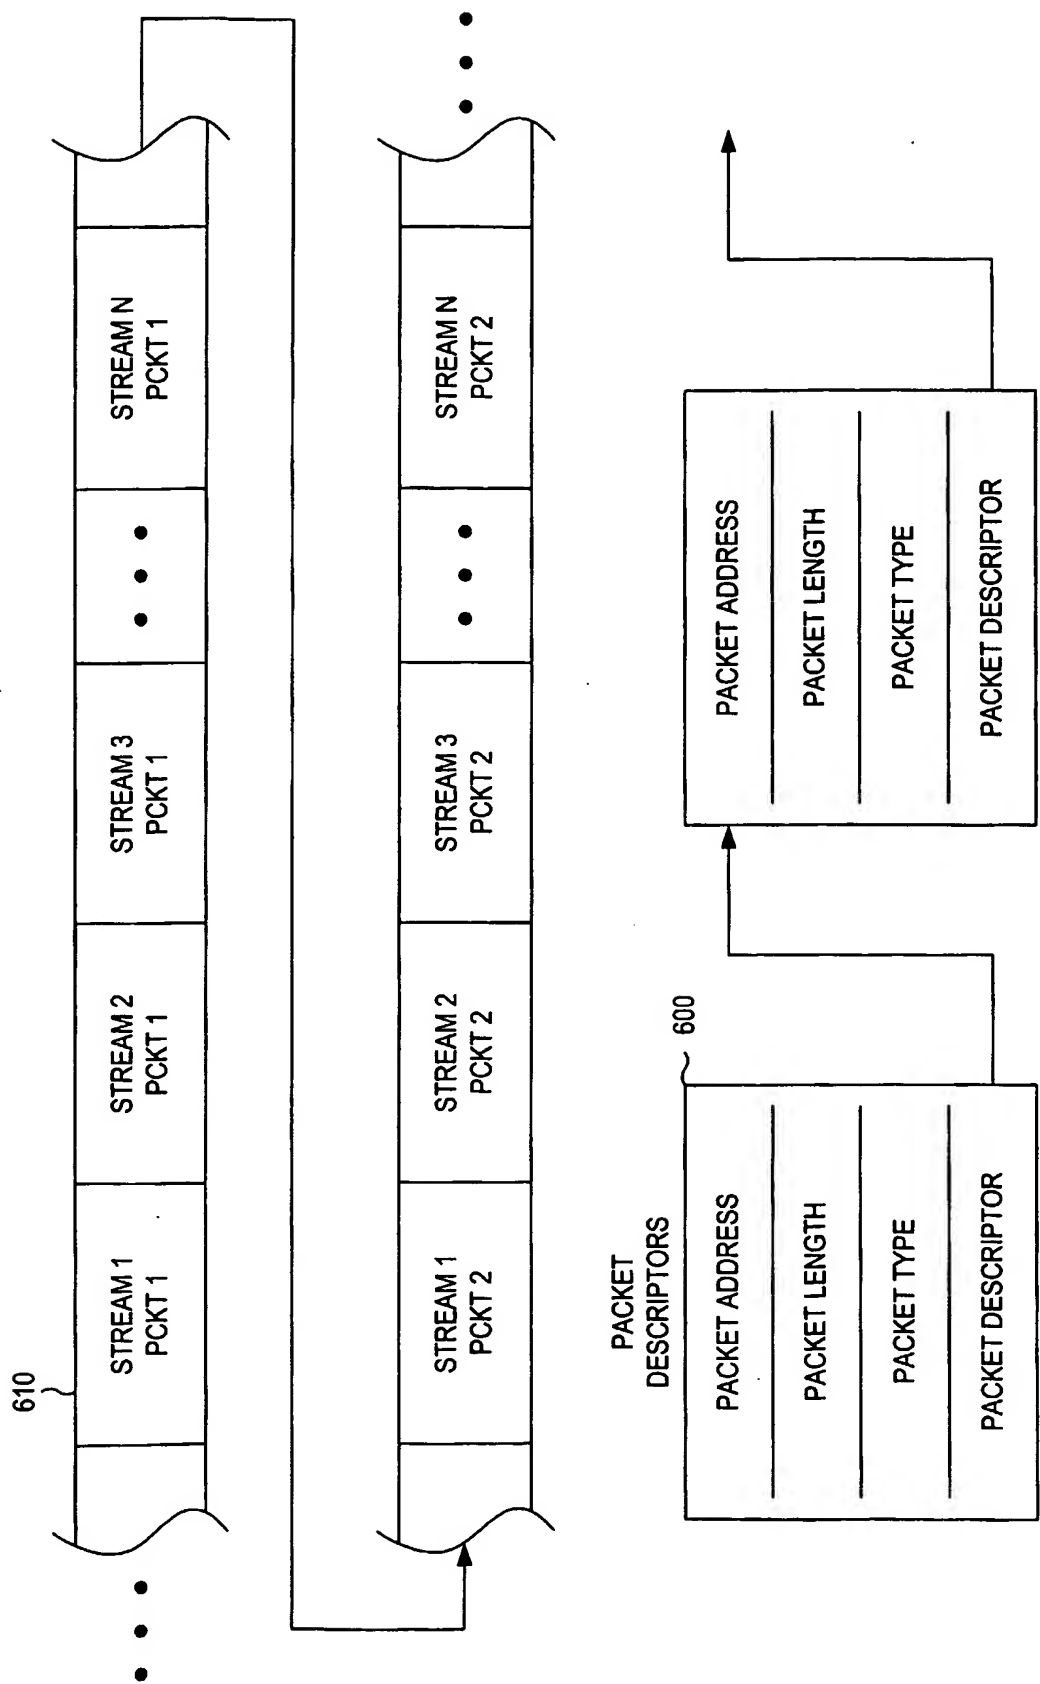 610
STREAM 1
PCKT 1
STREAM 2
PCKT 1
STREAM 3
PCKT 1
STREAM N
PCKT 1
STREAM 1
PCKT 2
STREAM 2
PCKT 2
STREAM 3
PCKT 2
STREAM N
PCKT 2
PACKET
DESCRIPTORS
600
PACKET ADDRESS
PACKET LENGTH
PACKET TYPE
PACKET DESCRIPTOR
PACKET ADDRESS
PACKET LENGTH
PACKET TYPE
PACKET DESCRIPTOR